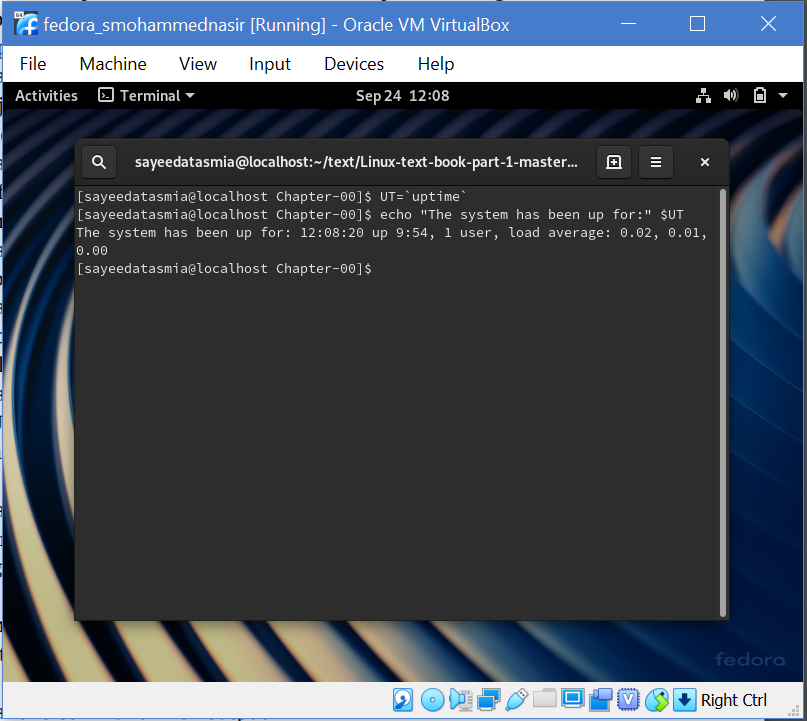 fedora_smohammednasir [Running] - Oracle VM VirtualBox
File Machine View Input Devices Help
Activities Terminal Sep 24 12:08
sayeedatasmia@localhost:~/text/Linux-text-book-part-1-master...
[sayeedatasmia@localhost Chapter-00]$ UT=`uptime`
[sayeedatasmia@localhost Chapter-00]$ echo "The system has been up for:" $UT
The system has been up for: 12:08:20 up 9:54, 1 user, load average: 0.02, 0.01,
0.00
[sayeedatasmia@localhost Chapter-00]$
fedora
Right Ctrl